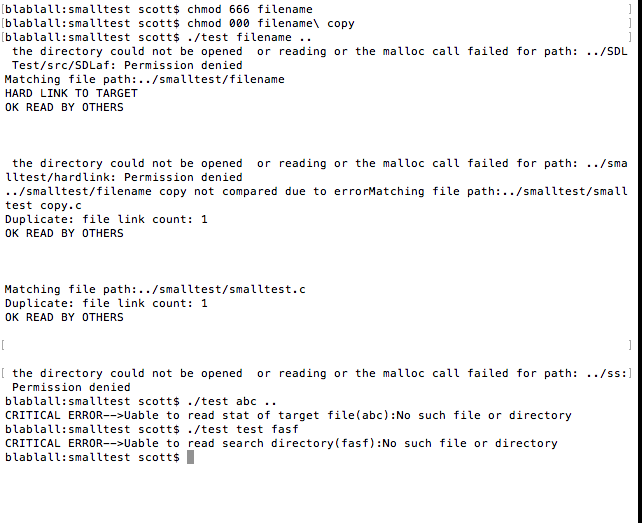 [blablall:smalltest scott$ chmod 666 filename ]
[blablall:smalltest scott$ chmod 000 filename\ copy ]
[blablall:smalltest scott$ ./test filename .. ]
the directory could not be opened  or reading or the malloc call failed for path: ../SDL
Test/src/SDLaf: Permission denied
Matching file path:../smalltest/filename
HARD LINK TO TARGET
OK READ BY OTHERS
the directory could not be opened  or reading or the malloc call failed for path: ../sma
lltest/hardlink: Permission denied
../smalltest/filename copy not compared due to errorMatching file path:../smalltest/small
test copy.c
Duplicate: file link count: 1
OK READ BY OTHERS
Matching file path:../smalltest/smalltest.c
Duplicate: file link count: 1
OK READ BY OTHERS
[ ]
[ the directory could not be opened  or reading or the malloc call failed for path: ../ss:]
Permission denied
blablall:smalltest scott$ ./test abc ..
CRITICAL ERROR-->Uable to read stat of target file(abc):No such file or directory
blablall:smalltest scott$ ./test test fasf
CRITICAL ERROR-->Uable to read search directory(fasf):No such file or directory
blablall:smalltest scott$